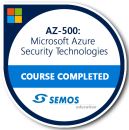 AZ-500:
Microsoft Azure
Security Technologies
COURSE COMPLETED
SEMOS
education